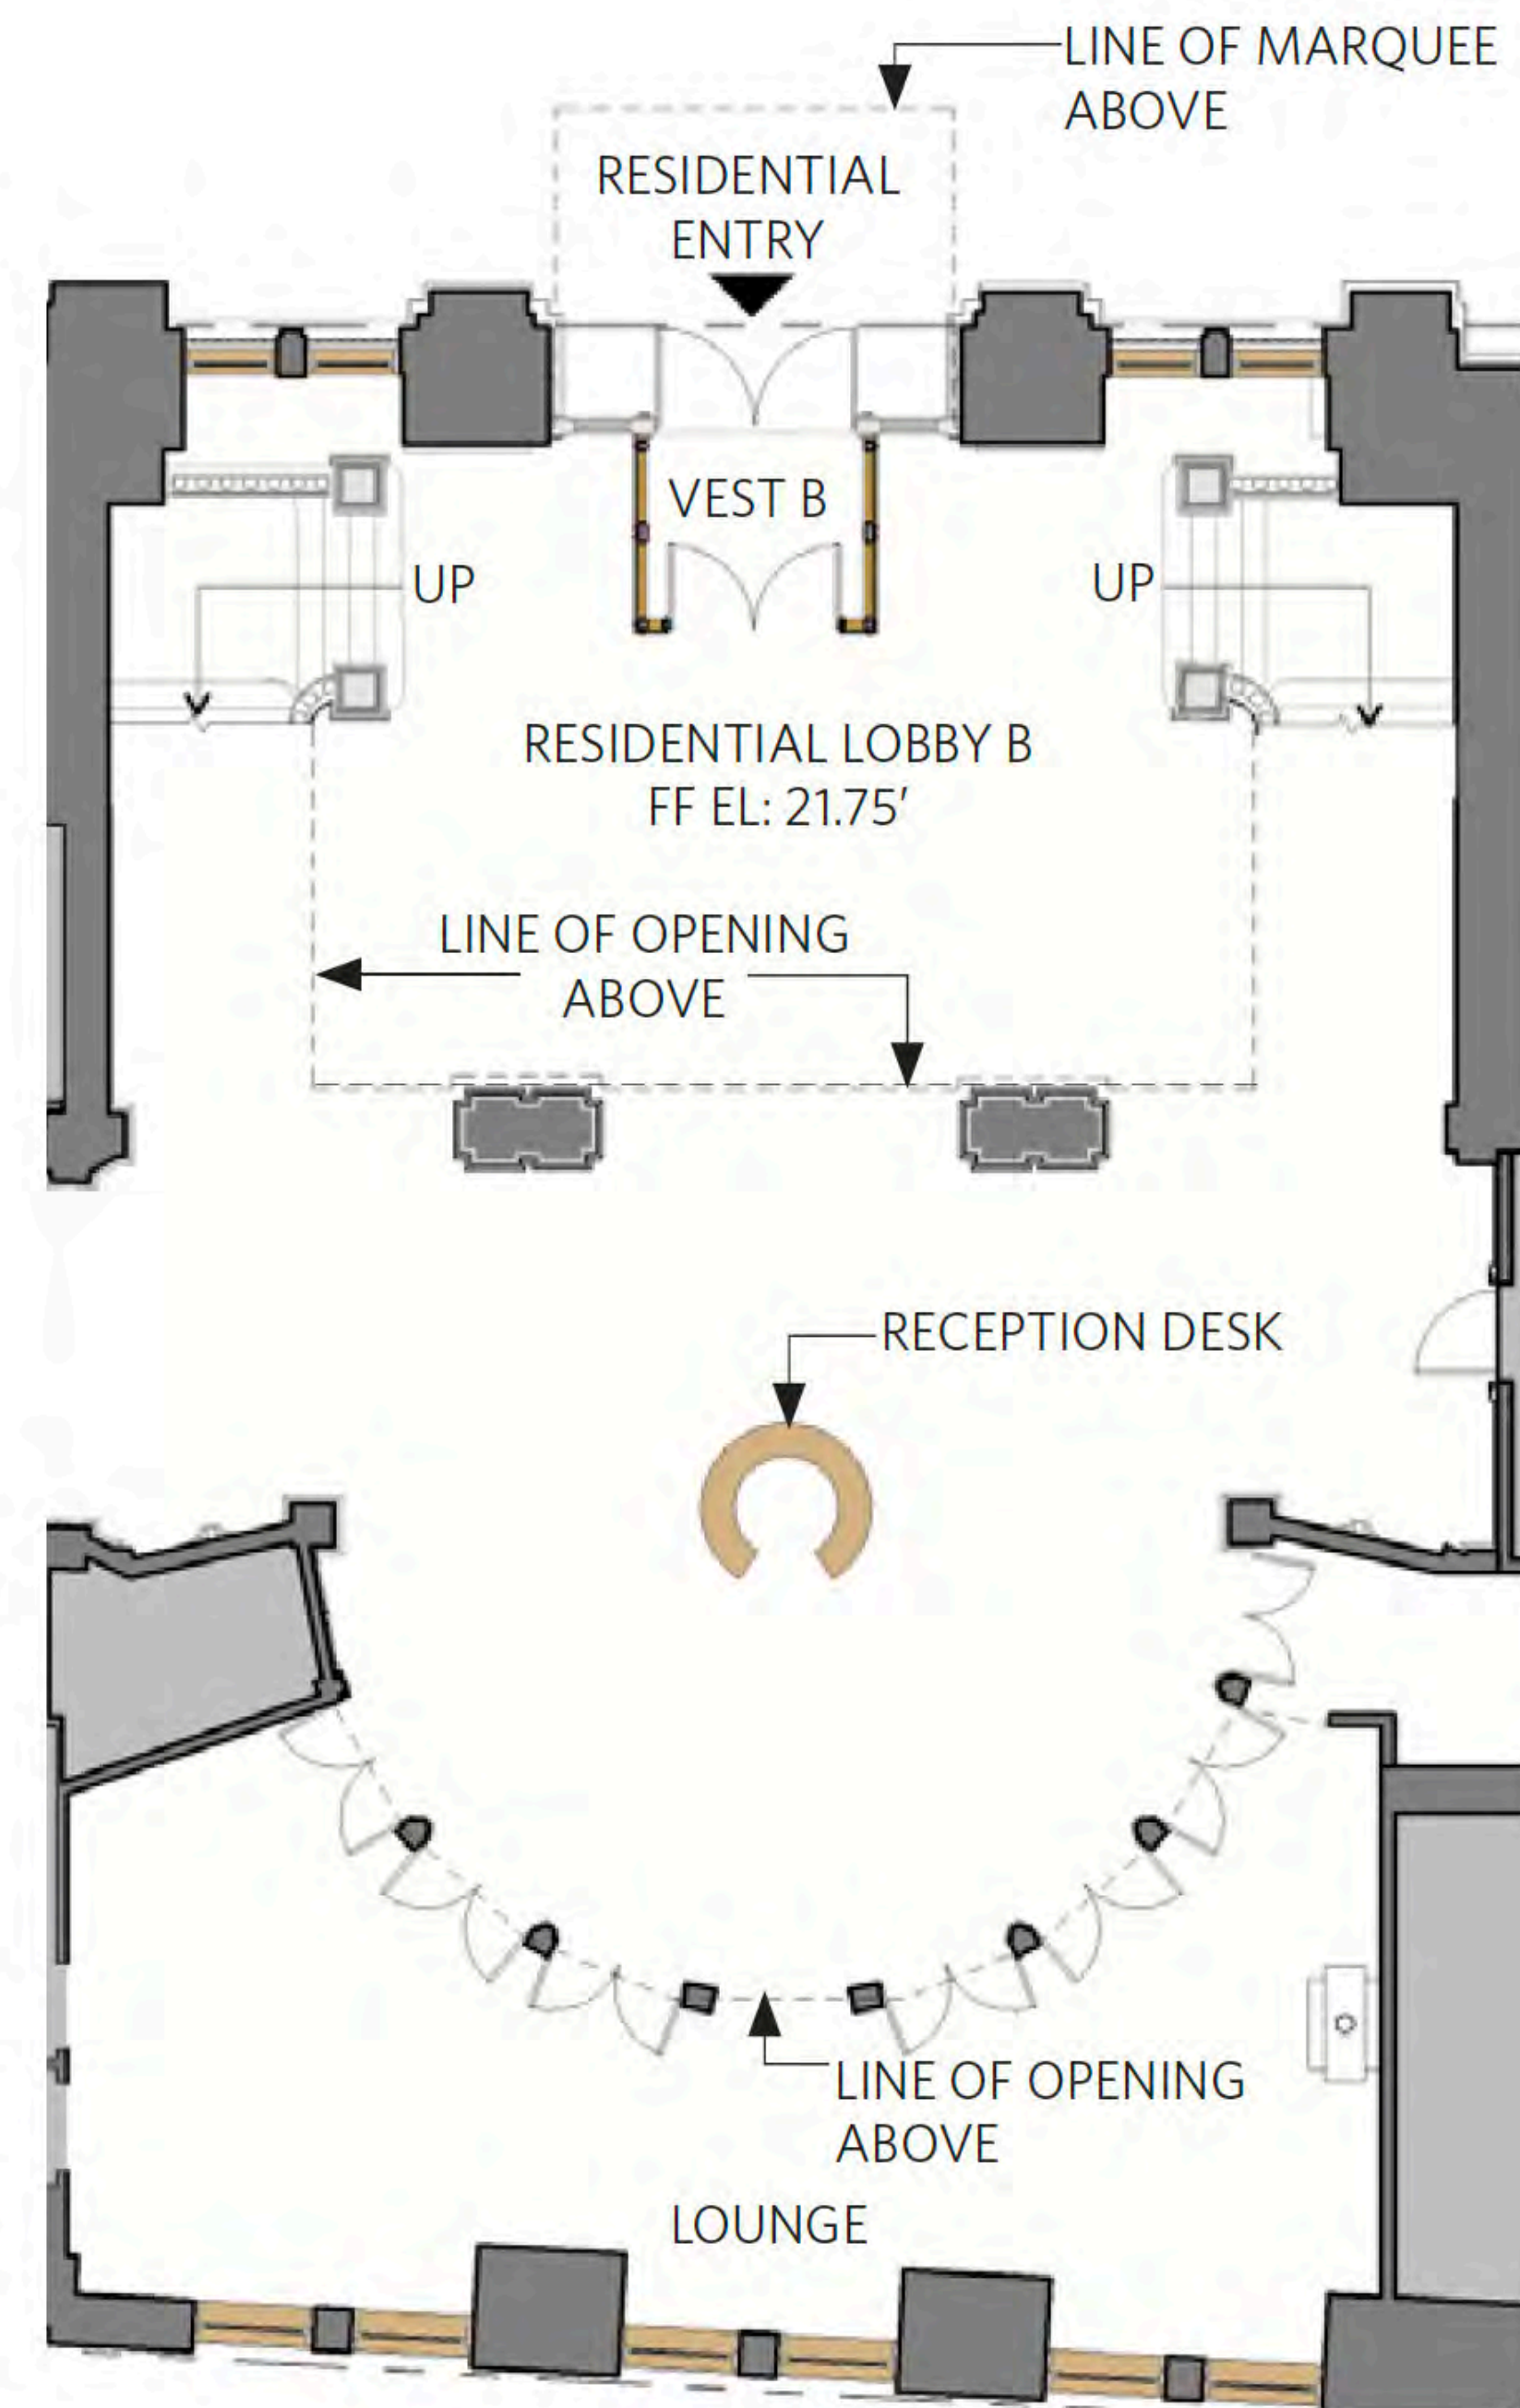 LINE OF MARQUEE
ABOVE
RESIDENTIAL
ENTRY
VEST B
UP
UP
RESIDENTIAL LOBBY B
FF EL: 21.75′
LINE OF OPENING
ABOVE
RECEPTION DESK
LINE OF OPENING
ABOVE
LOUNGE